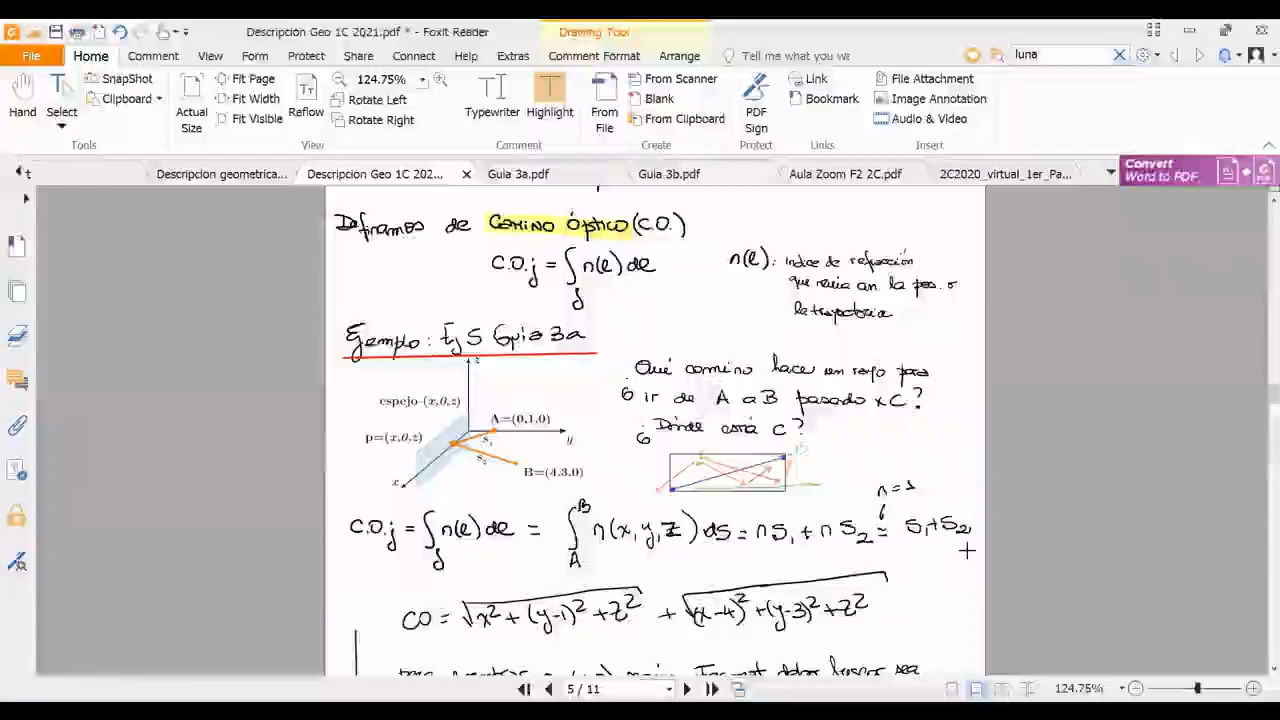 Descripción Geo 1C 2021.pdf * - Foxit Reader
Drawing Tool
File Home Comment View Form Protect Share Connect Help Extras Comment Format Arrange Tell me what you wa luna
SnapShot Fit Page 124.75% From Scanner Link File Attachment
Clipboard Fit Width Rotate Left Blank Bookmark Image Annotation
Hand Select Actual Size Fit Visible Reflow Rotate Right Typewriter Highlight From File From Clipboard PDF Sign Audio & Video
Tools View Comment Create Protect Links Insert
t Descripcion geometrica... Descripcion Geo 1C 202... Guia 3a.pdf Guia 3b.pdf Aula Zoom F2 2C.pdf 2C2020_virtual_1er_Pa... Convert Word to PDF
Definamos de Camino Óptico (C.O.)
C.O.j = ∫ n(l) dl
n(l): índice de refracción
que varía en la pos. o
la trayectoria
Ejemplo: Ej 5 Guia 3a
z
espejo-(x,0,z)
A=(0,1.0)
p=(x,0,z)
y
s₁
s₂
B=(4.3.0)
x
¿Qué camino hace un rayo para
ir de A a B pasado x C?
¿Dónde está C?
n=1
C.O.j = ∫ n(l) dl = ∫ A B n(x,y,z) ds = n S₁ + n S₂ = S₁ + S₂
CO = √x² + (y-1)² + z² + √(x-4)² + (y-3)² + z²
5 / 11 124.75%